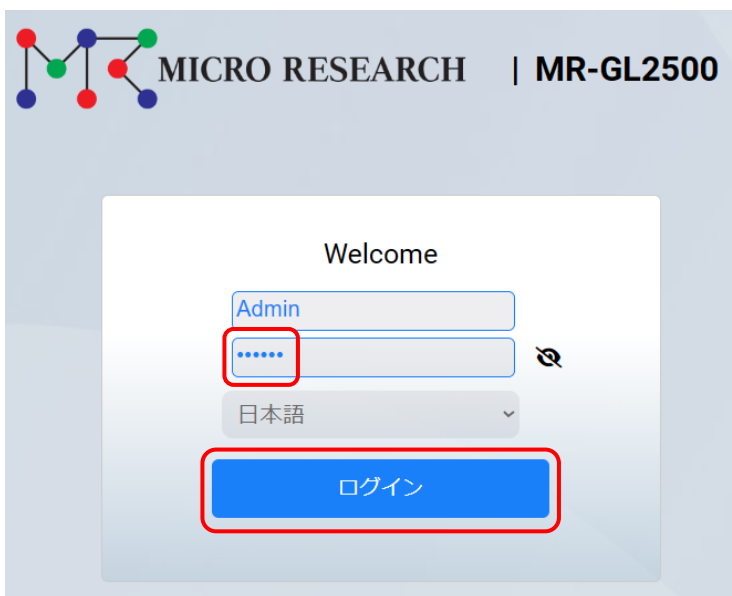 MICRO RESEARCH | MR-GL2500
Welcome
Admin
••••••
日本語
ログイン